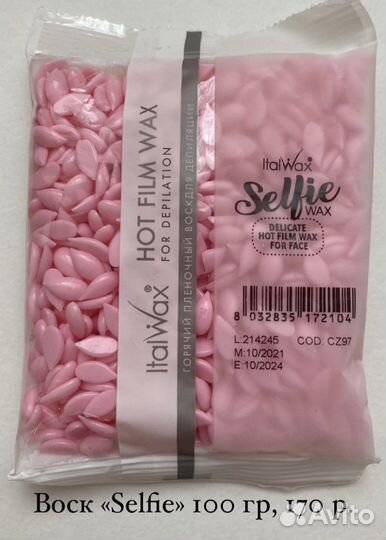 ItalWax® HOT FILM WAX
FOR DEPILATION
ГОРЯЧИЙ ПЛЕНОЧНЫЙ ВОСК ДЛЯ ДЕПИЛЯЦИИ
ItalWax®
Selfie
WAX
DELICATE
HOT FILM WAX
FOR FACE
8 032835 172104
L:214245 COD: CZ97
M:10/2021
E:10/2024
Воск «Selfie» 100 гр, 170 р.
Avito